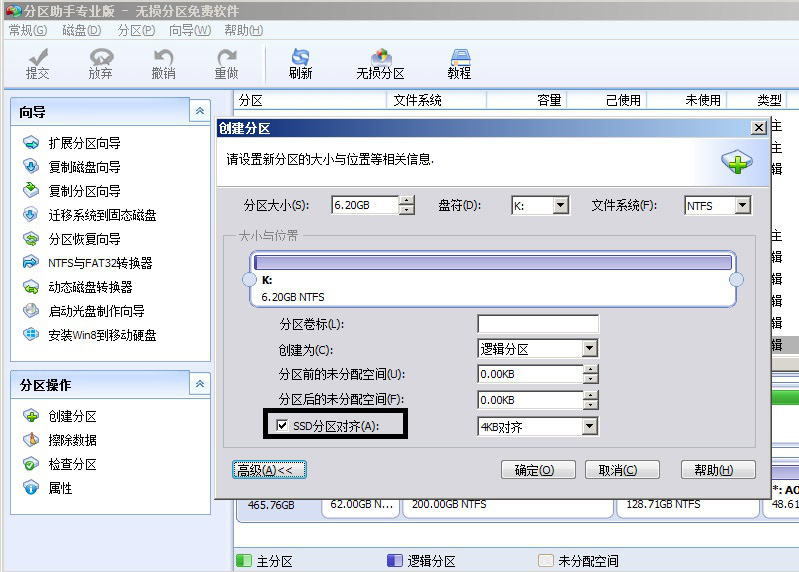 分区助手专业版 - 无损分区免费软件
常规(G) 磁盘(D) 分区(P) 向导(W) 帮助(H)
提交 放弃 撤销 重做 刷新 无损分区 教程
向导
扩展分区向导
复制磁盘向导
复制分区向导
迁移系统到固态磁盘
分区恢复向导
NTFS与FAT32转换器
动态磁盘转换器
启动光盘制作向导
安装Win8到移动硬盘
分区操作
创建分区
擦除数据
检查分区
属性
分区 文件系统 容量 己使用 未使用 类型
主
主
辑
主
辑
辑
辑
辑
创建分区
请设置新分区的大小与位置等相关信息.
分区大小(S): 6.20GB 盘符(D): K: 文件系统(F): NTFS
大小与位置
K:
6.20GB NTFS
分区卷标(L):
创建为(C): 逻辑分区
分区前的未分配空间(U): 0.00KB
分区后的未分配空间(F): 0.00KB
SSD分区对齐(A): 4KB对齐
高级(A)<< 确定(O) 取消(C) 帮助(H)
*: AO
465.76GB 62.00GB N... 200.00GB NTFS 128.71GB NTFS 48.61
主分区 逻辑分区 未分配空间